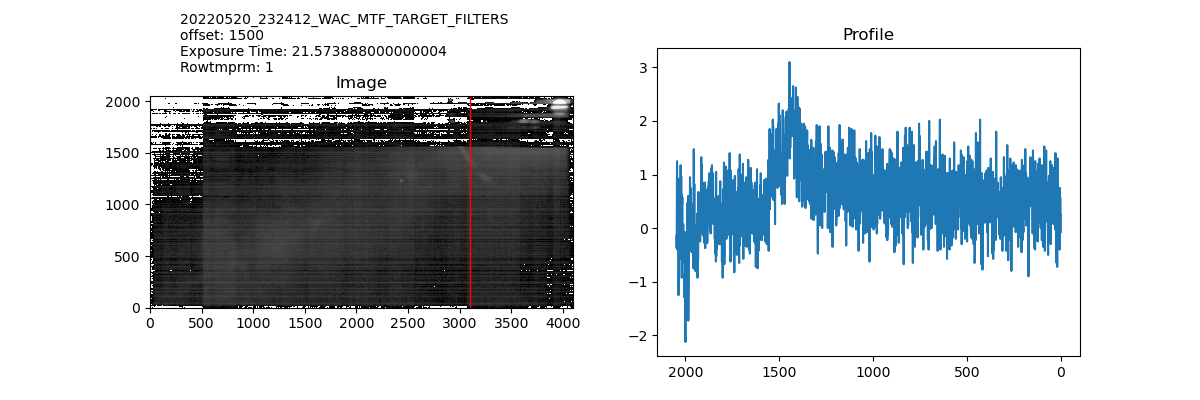 20220520_232412_WAC_MTF_TARGET_FILTERS
offset: 1500
Exposure Time: 21.573888000000004
Rowtmprm: 1
Image
2000
1500
1000
500
0
0 500 1000 1500 2000 2500 3000 3500 4000
Profile
3
2
1
0
−1
−2
2000 1500 1000 500 0